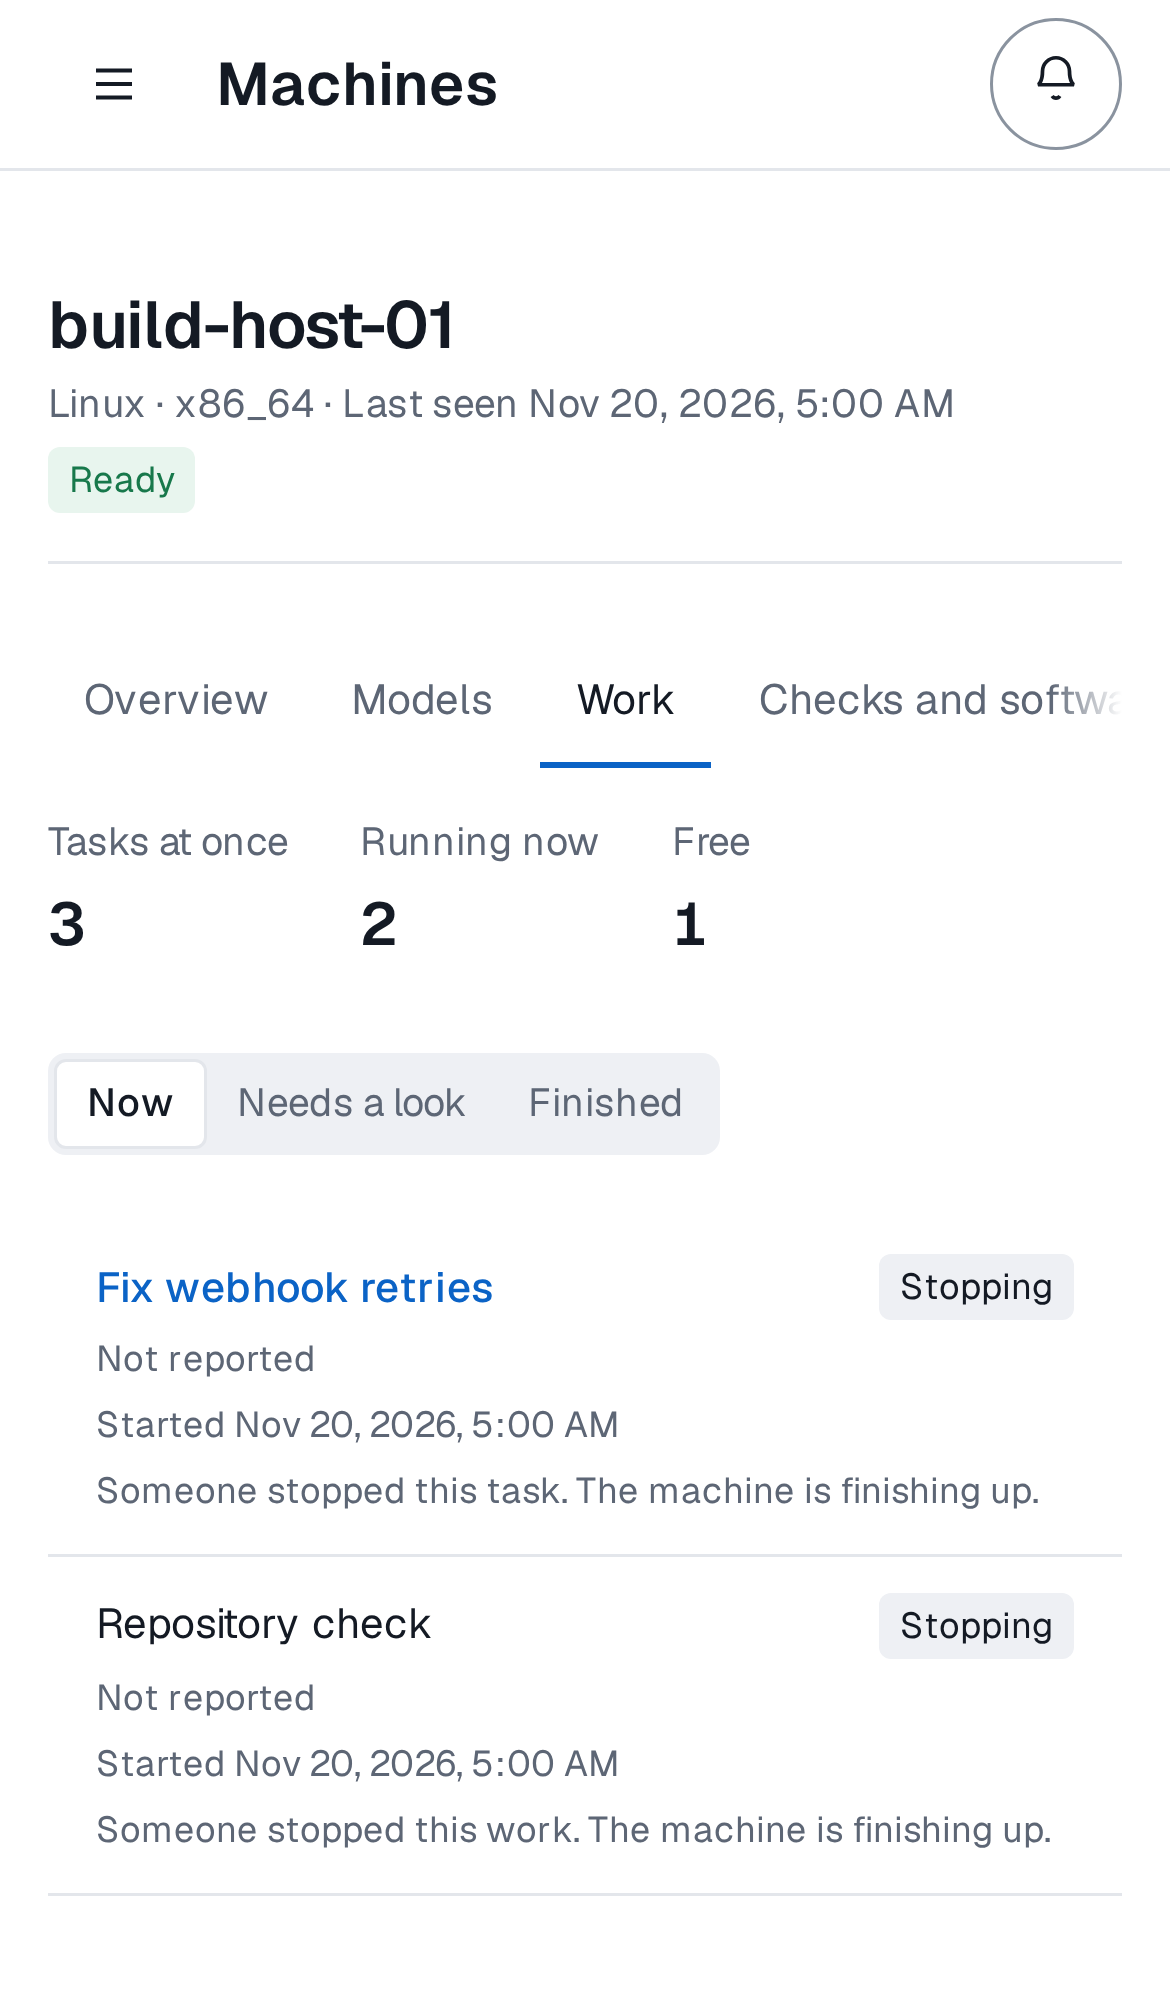 Machines
build-host-01
Linux · x86_64 · Last seen Nov 20, 2026, 5:00 AM
Ready
Overview Models Work Checks and softwa
Tasks at once Running now Free
3 2 1
Now Needs a look Finished
Fix webhook retries Stopping
Not reported
Started Nov 20, 2026, 5:00 AM
Someone stopped this task. The machine is finishing up.
Repository check Stopping
Not reported
Started Nov 20, 2026, 5:00 AM
Someone stopped this work. The machine is finishing up.